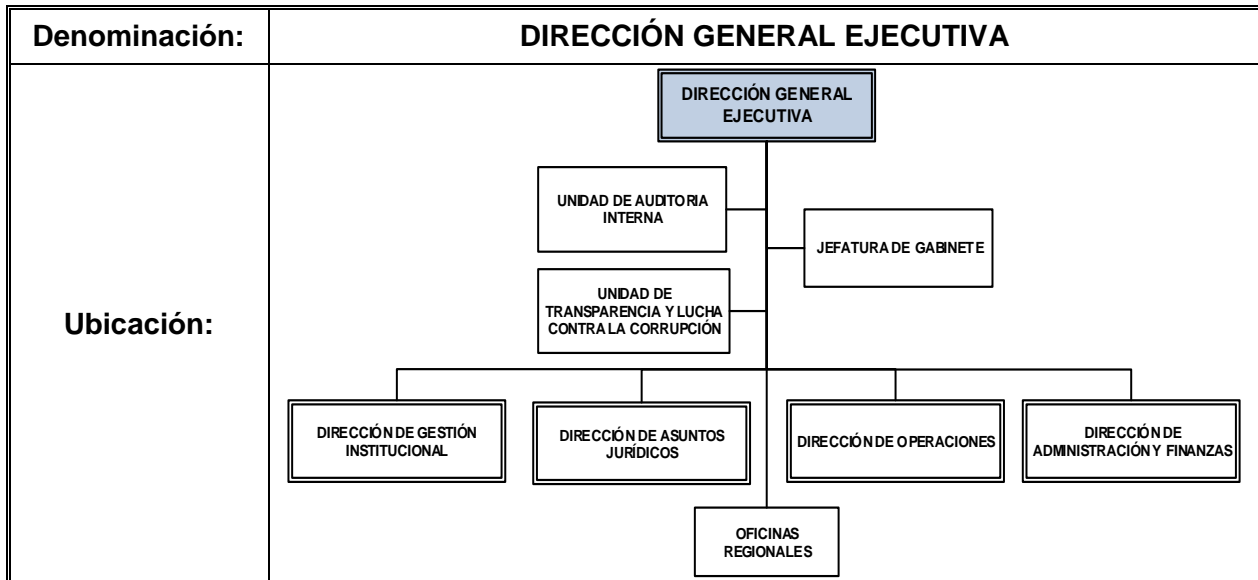 Denominación:
DIRECCIÓN GENERAL EJECUTIVA
Ubicación:
DIRECCIÓN GENERAL
EJECUTIVA
UNIDAD DE AUDITORIA
INTERNA
JEFATURA DE GABINETE
UNIDAD DE
TRANSPARENCIA Y LUCHA
CONTRA LA CORRUPCIÓN
DIRECCIÓN DE GESTIÓN
INSTITUCIONAL
DIRECCIÓN DE ASUNTOS
JURÍDICOS
DIRECCIÓN DE OPERACIONES
DIRECCIÓN DE
ADMINISTRACIÓN Y FINANZAS
OFICINAS
REGIONALES